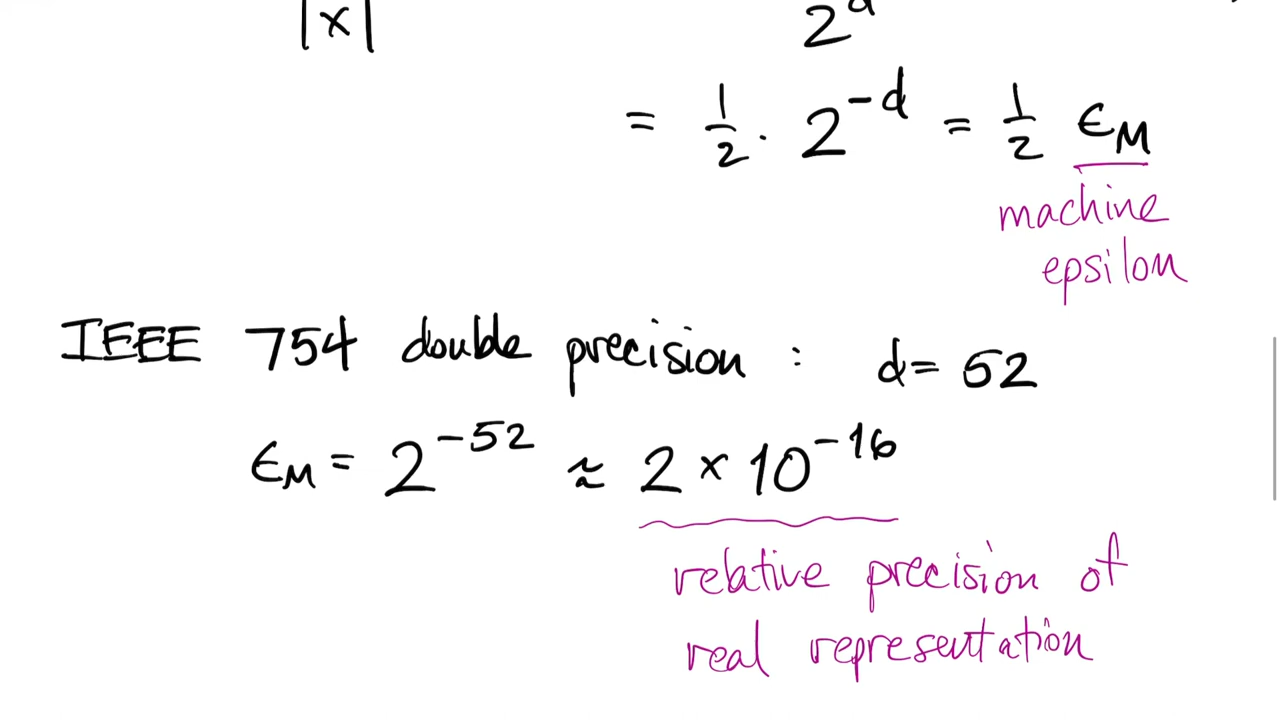 |x| 2^d
= 1/2 · 2^-d = 1/2 ϵ_M
machine
epsilon
IEEE 754 double precision : d = 52
ϵ_M = 2^-52 ≈ 2 × 10^-16
relative precision of
real representation